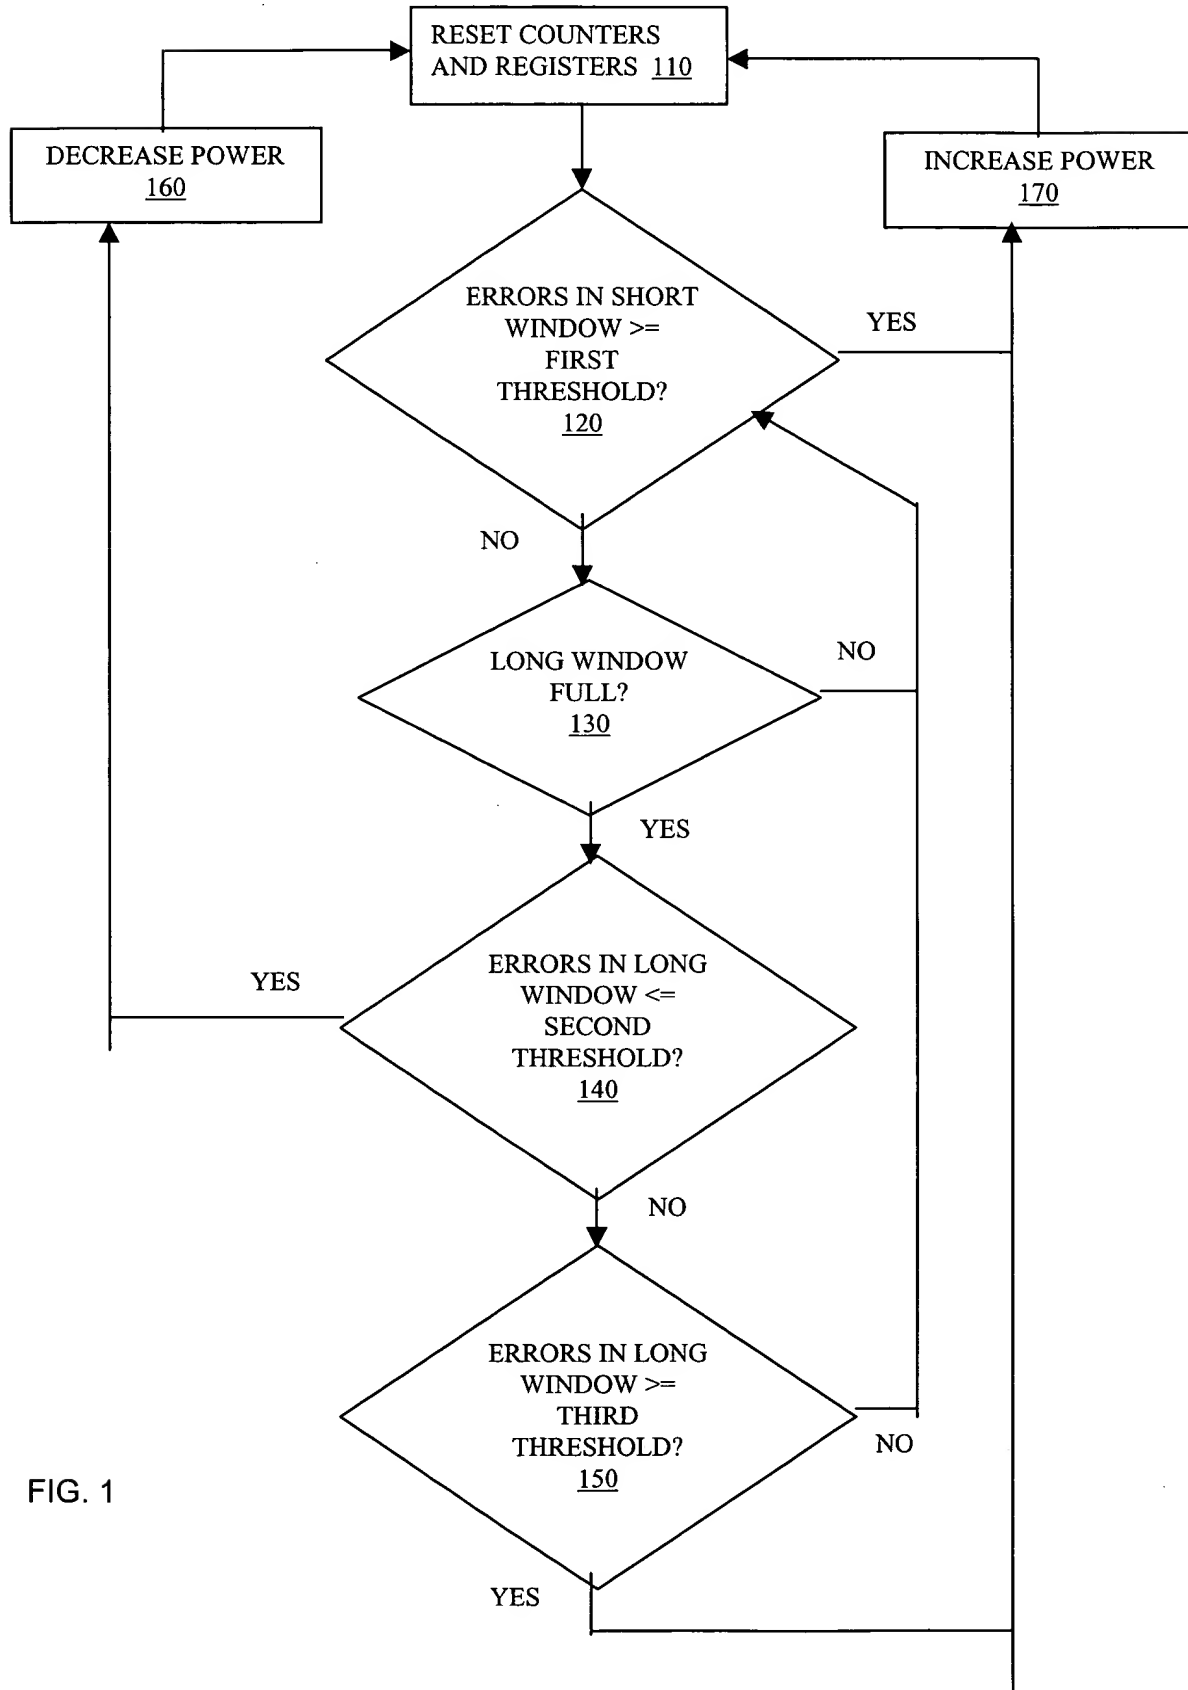 RESET COUNTERS
AND REGISTERS 110
DECREASE POWER
160
INCREASE POWER
170
ERRORS IN SHORT
WINDOW >=
FIRST
THRESHOLD?
120
YES
NO
LONG WINDOW
FULL?
130
NO
YES
ERRORS IN LONG
WINDOW <=
SECOND
THRESHOLD?
140
YES
NO
ERRORS IN LONG
WINDOW >=
THIRD
THRESHOLD?
150
NO
YES
FIG. 1